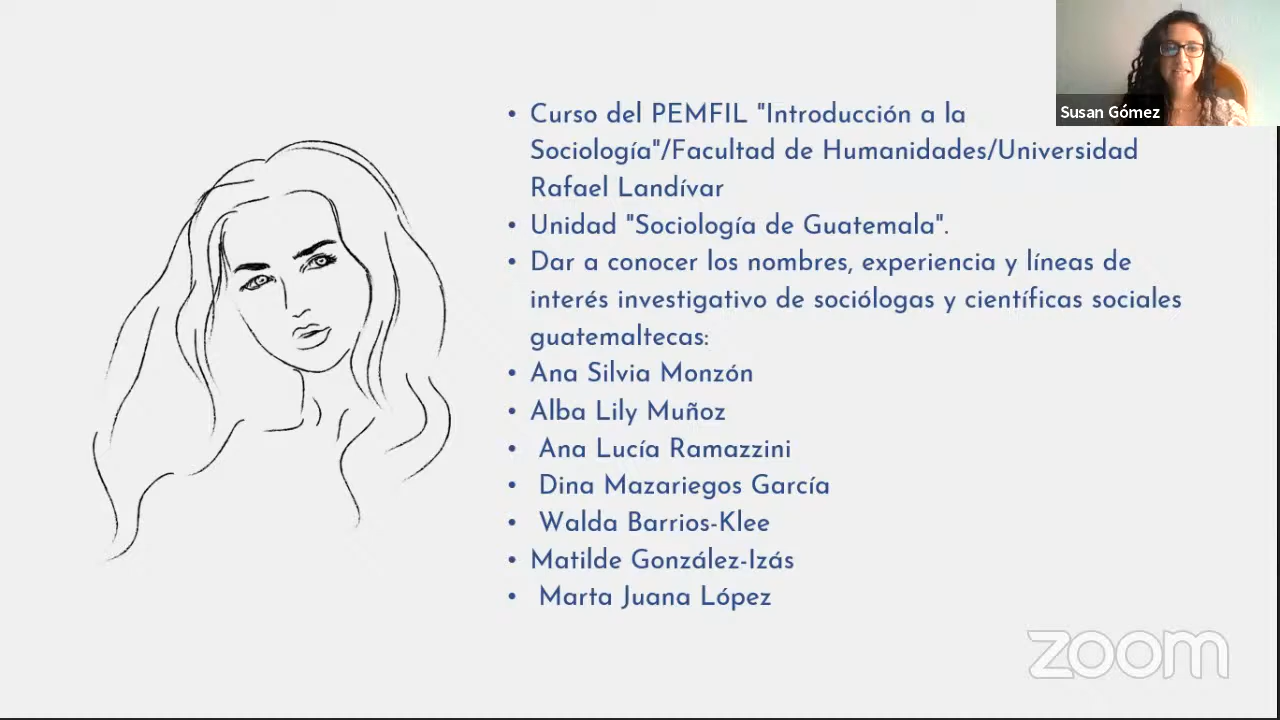 Susan Gómez
• Curso del PEMFIL "Introducción a la
Sociología"/Facultad de Humanidades/Universidad
Rafael Landívar
• Unidad "Sociología de Guatemala".
• Dar a conocer los nombres, experiencia y líneas de
interés investigativo de sociólogas y científicas sociales
guatemaltecas:
• Ana Silvia Monzón
• Alba Lily Muñoz
• Ana Lucía Ramazzini
• Dina Mazariegos García
• Walda Barrios-Klee
• Matilde González-Izás
• Marta Juana López
zoom